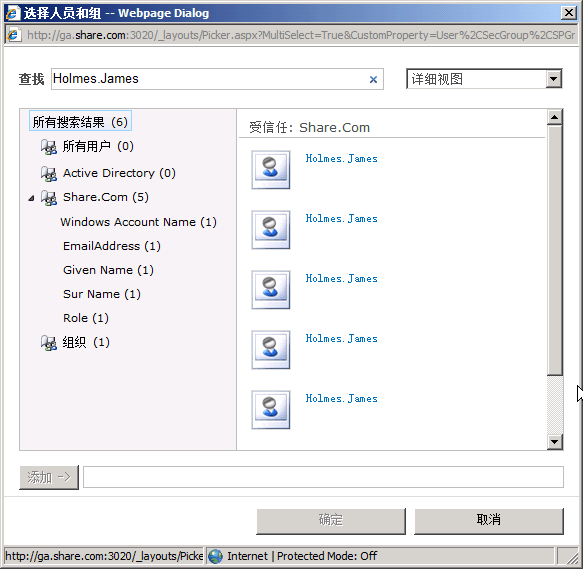 选择人员和组 -- Webpage Dialog
http://ga.share.com:3020/_layouts/Picker.aspx?MultiSelect=True&CustomProperty=User%2CSecGroup%2CSPGr
查找 Holmes.James 详细视图
所有搜索结果 (6)
所有用户 (0)
Active Directory (0)
Share.Com (5)
Windows Account Name (1)
EmailAddress (1)
Given Name (1)
Sur Name (1)
Role (1)
组织 (1)
受信任: Share.Com
Holmes.James
Holmes.James
Holmes.James
Holmes.James
Holmes.James
添加 ->
确定 取消
http://ga.share.com:3020/_layouts/Picke Internet | Protected Mode: Off